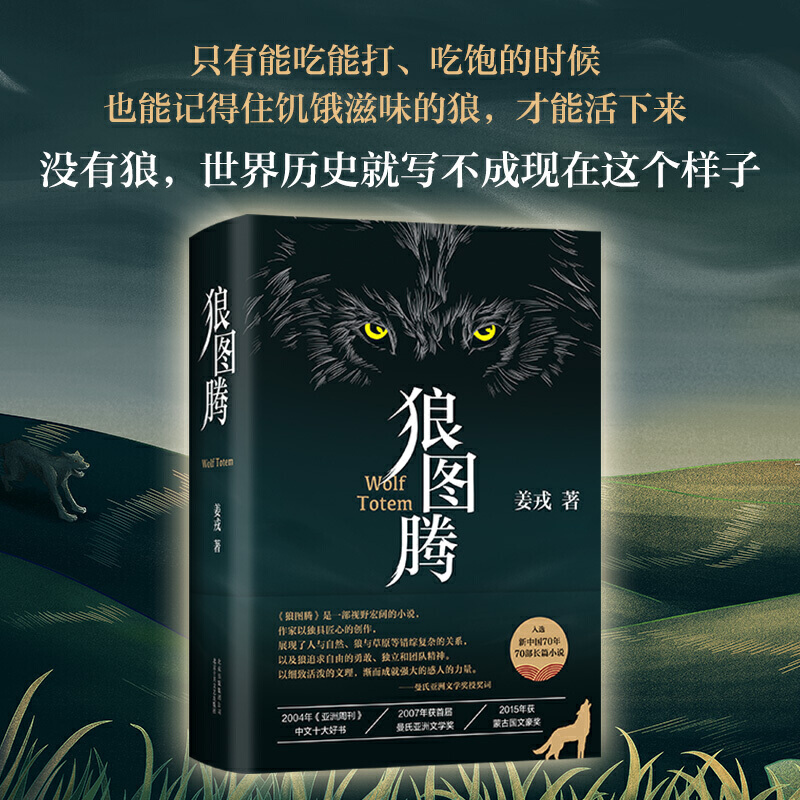 只有能吃能打、吃饱的时候
也能记得住饥饿滋味的狼，才能活下来
没有狼，世界历史就写不成现在这个样子
狼图腾
Wolf Totem
姜戎 著
狼图腾
Wolf
Totem
姜戎 著
《狼图腾》是一部视野宏阔的小说，
作家以独具匠心的创作，
展现了人与自然、狼与草原等错综复杂的关系，
以及狼追求自由的勇敢、独立和团队精神。
以细致活泼的文理，渐而成就强大的感人的力量。
——曼氏亚洲文学奖授奖词
入选
新中国70年
70部长篇小说
2004年《亚洲周刊》
中文十大好书
2007年获首届
曼氏亚洲文学奖
2015年获
蒙古国文豪奖